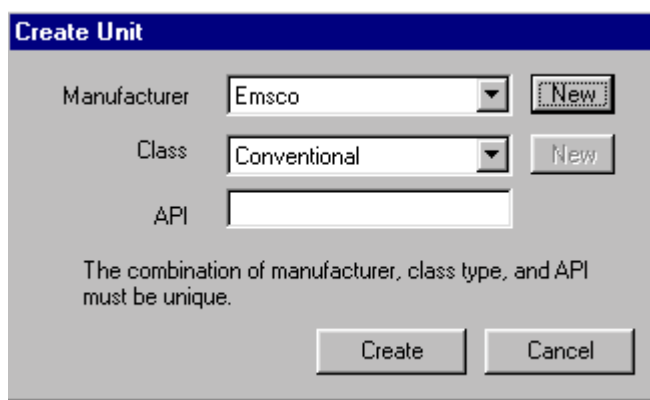 Create Unit
Manufacturer Emsco New
Class Conventional New
API
The combination of manufacturer, class type, and API
must be unique.
Create Cancel